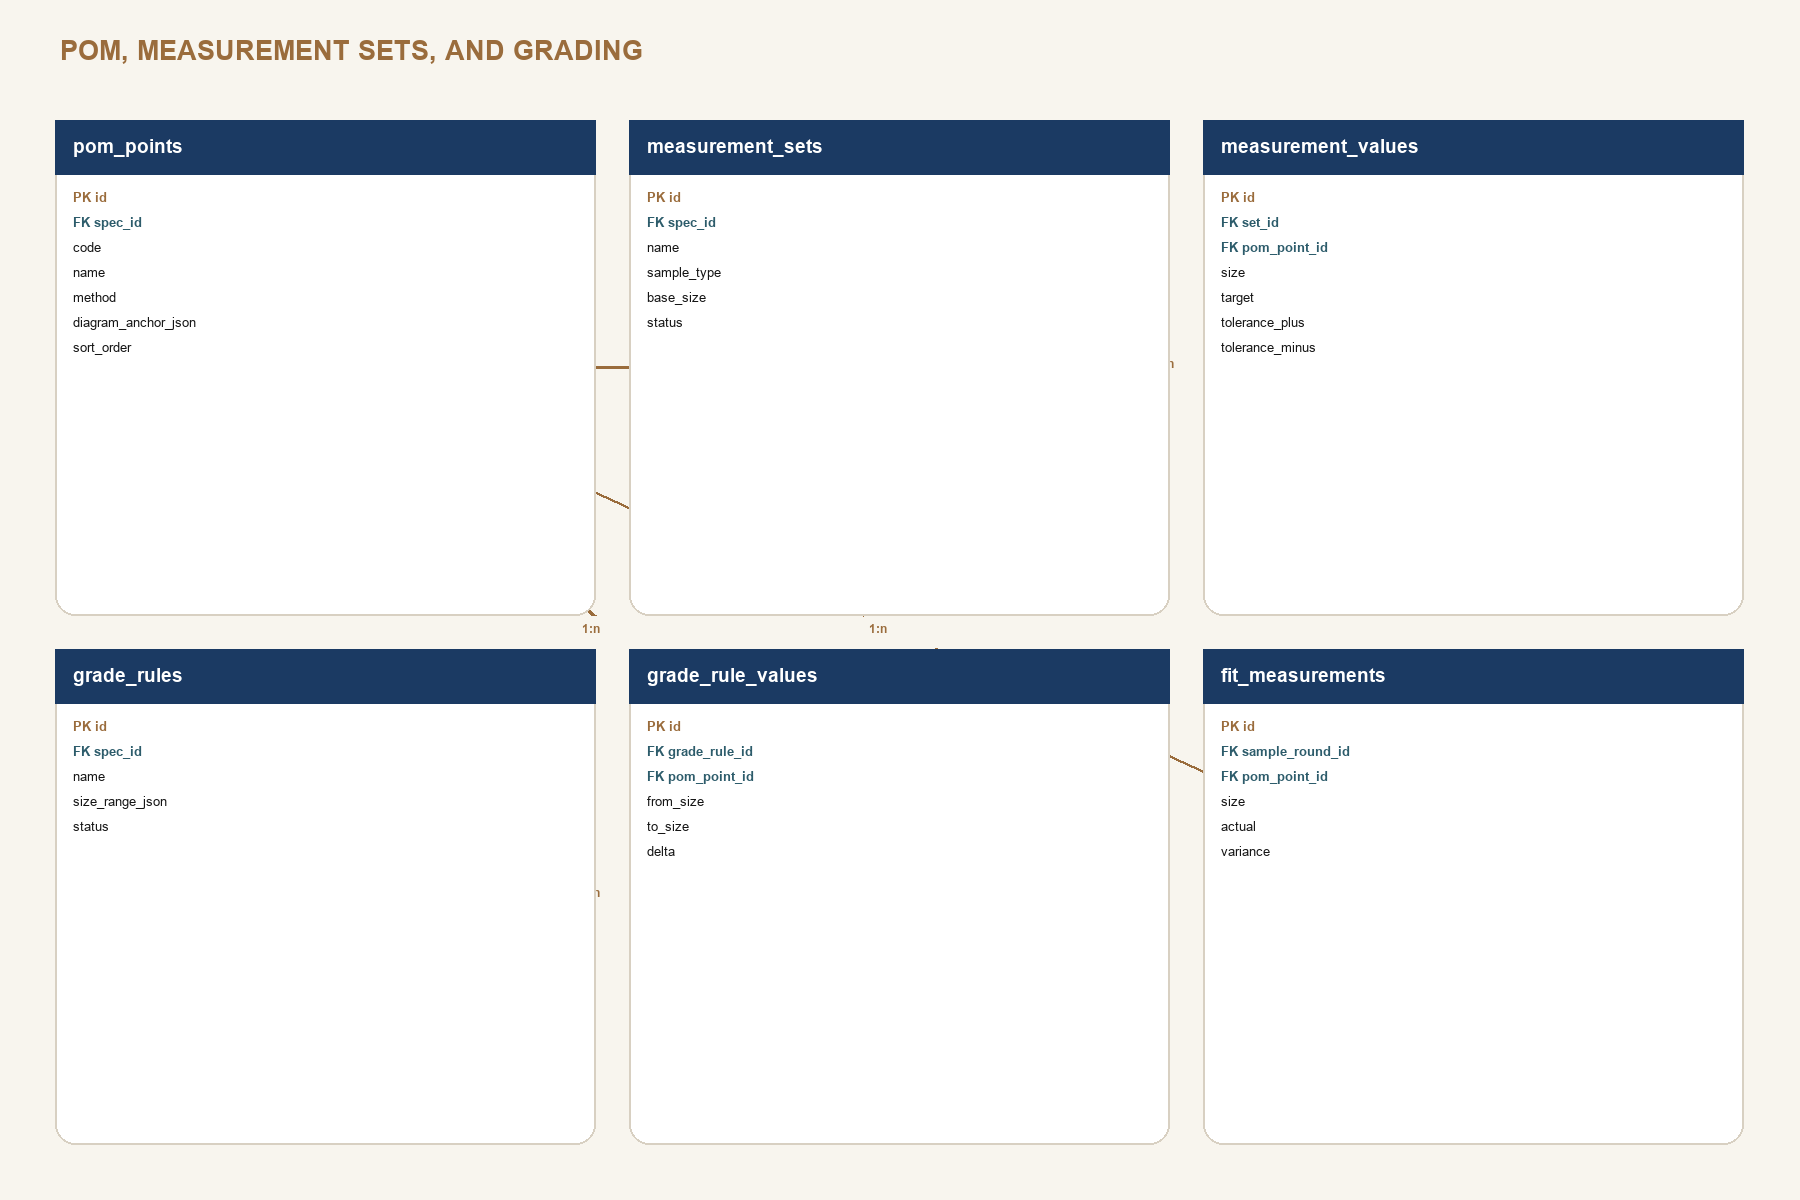 POM, MEASUREMENT SETS, AND GRADING
pom_points
PK id
FK spec_id
code
name
method
diagram_anchor_json
sort_order
measurement_sets
PK id
FK spec_id
name
sample_type
base_size
status
measurement_values
PK id
FK set_id
FK pom_point_id
size
target
tolerance_plus
tolerance_minus
1:n
1:n
grade_rules
PK id
FK spec_id
name
size_range_json
status
grade_rule_values
PK id
FK grade_rule_id
FK pom_point_id
from_size
to_size
delta
fit_measurements
PK id
FK sample_round_id
FK pom_point_id
size
actual
variance